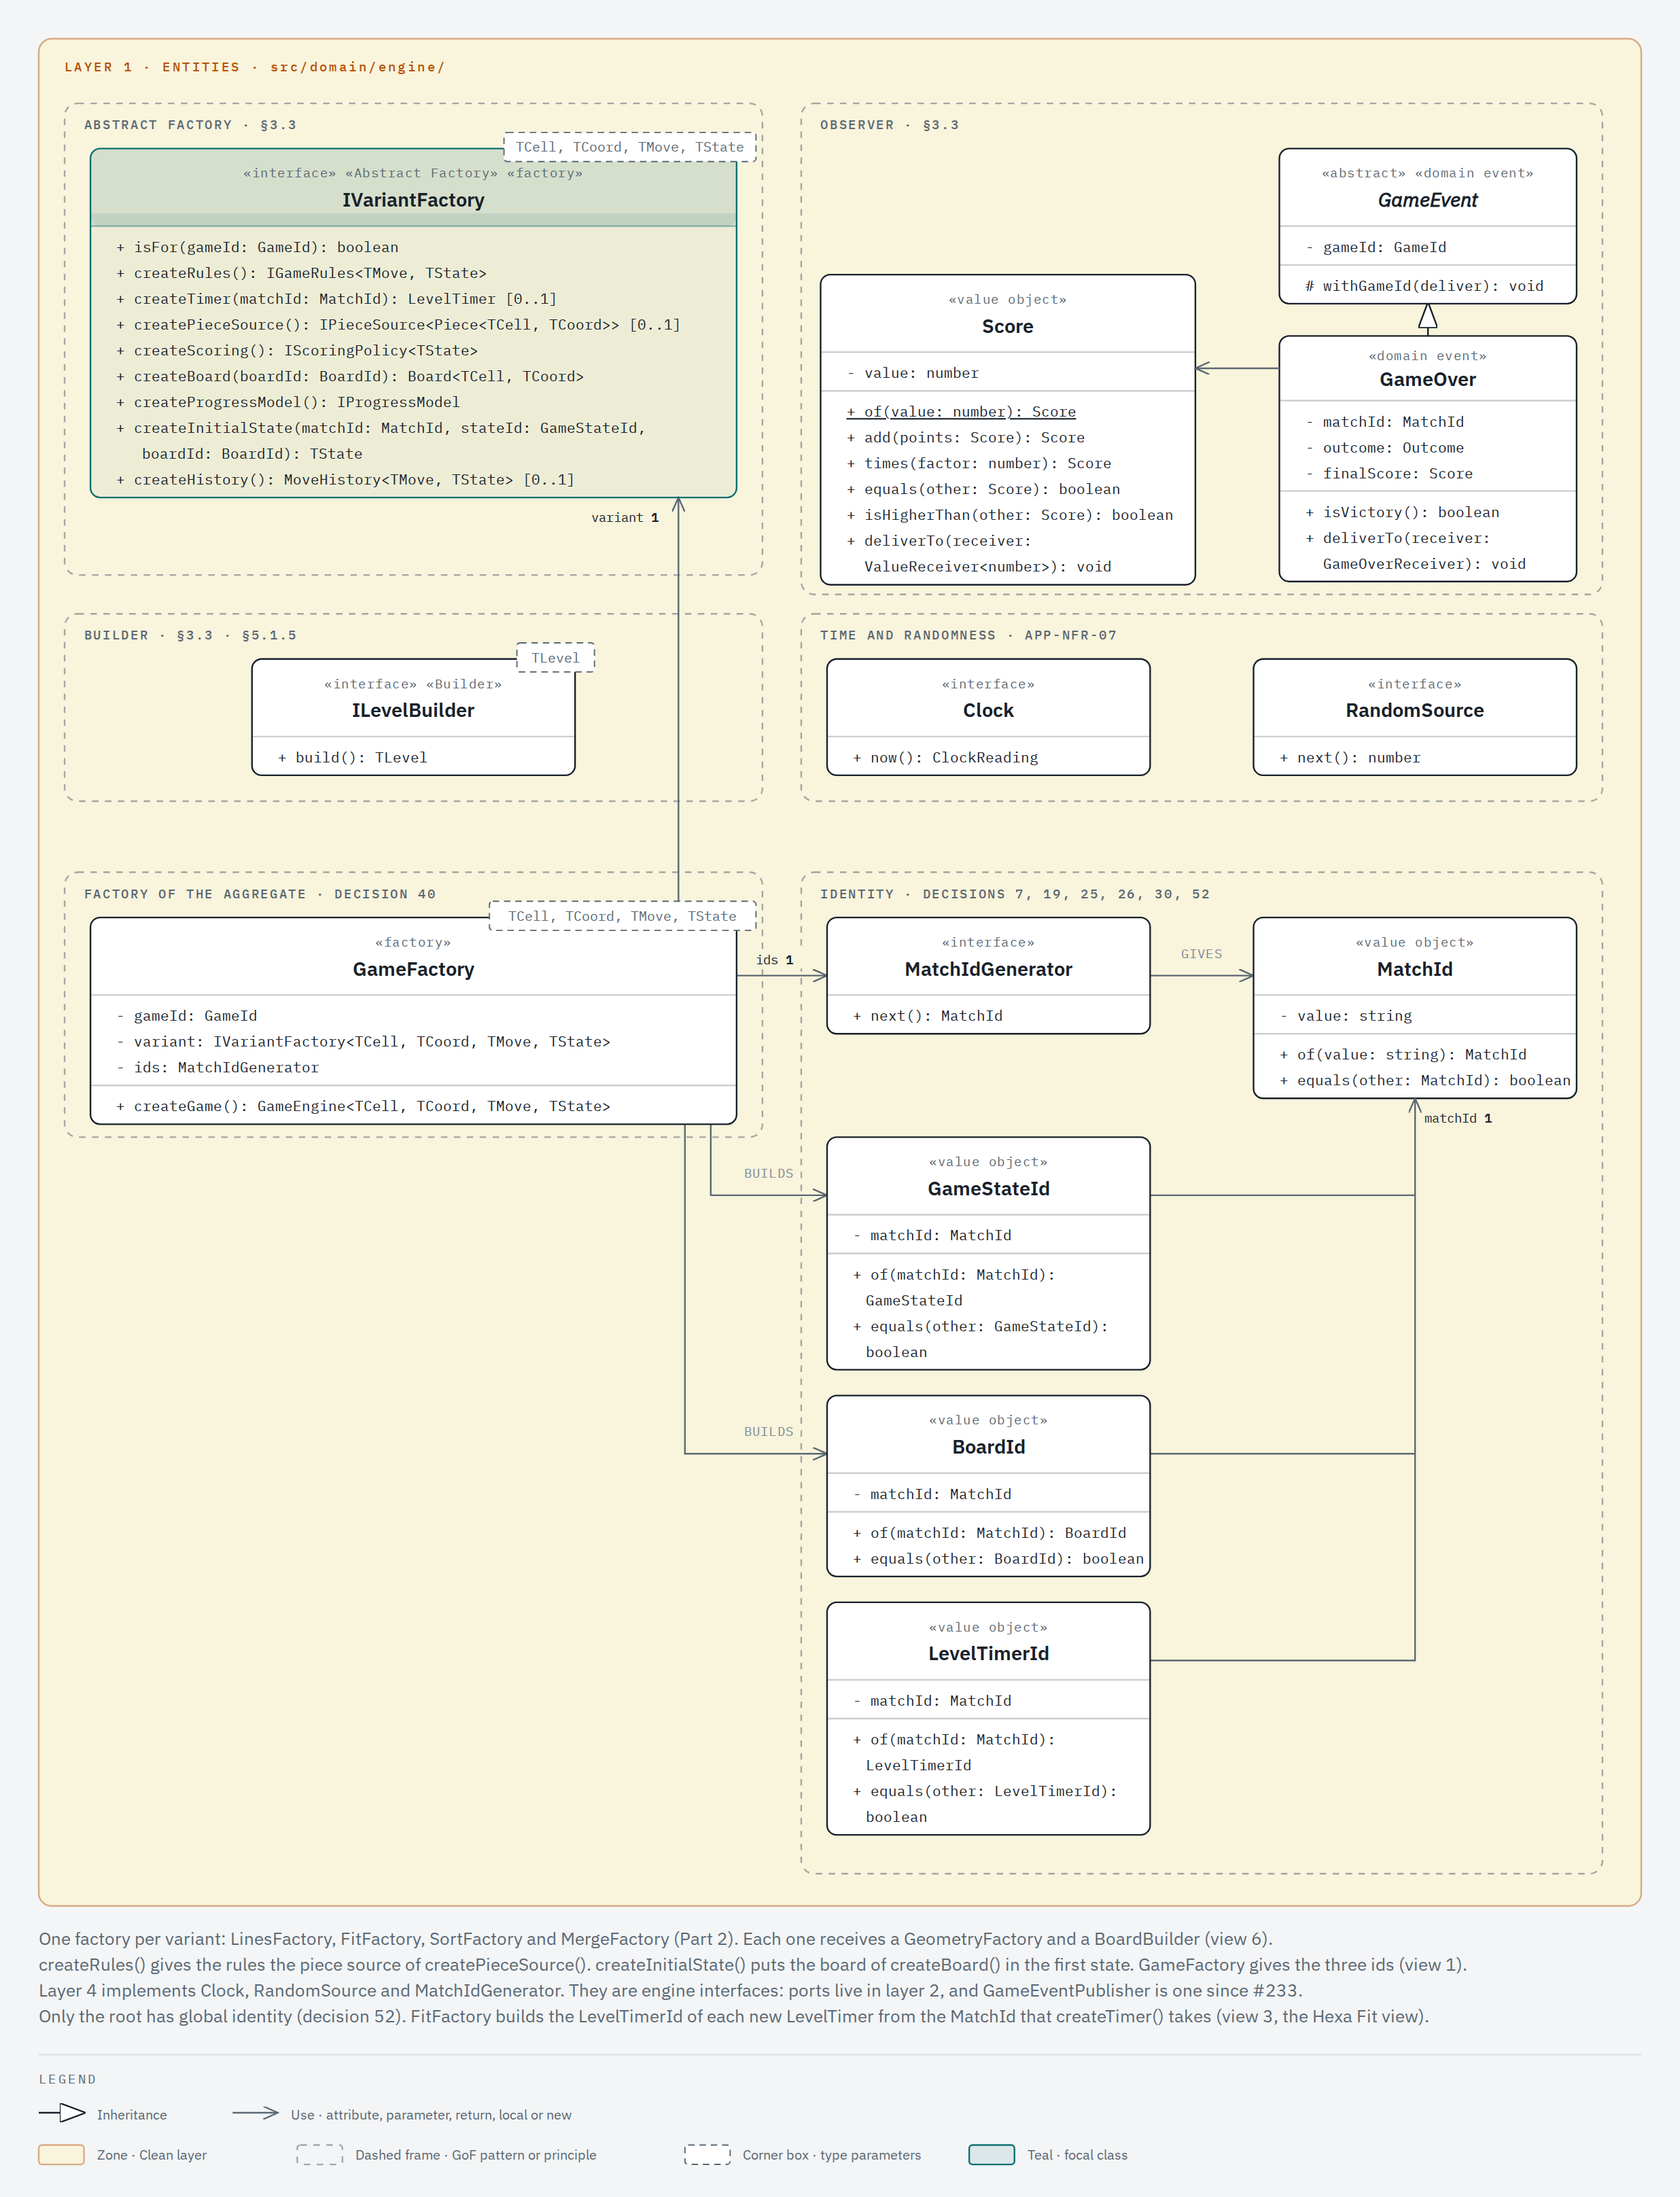 LAYER 1 · ENTITIES · src/domain/engine/
ABSTRACT FACTORY · §3.3
TCell, TCoord, TMove, TState
«interface» «Abstract Factory» «factory»
IVariantFactory
+ isFor(gameId: GameId): boolean
+ createRules(): IGameRules<TMove, TState>
+ createTimer(matchId: MatchId): LevelTimer [0..1]
+ createPieceSource(): IPieceSource<Piece<TCell, TCoord>> [0..1]
+ createScoring(): IScoringPolicy<TState>
+ createBoard(boardId: BoardId): Board<TCell, TCoord>
+ createProgressModel(): IProgressModel
+ createInitialState(matchId: MatchId, stateId: GameStateId,
boardId: BoardId): TState
+ createHistory(): MoveHistory<TMove, TState> [0..1]
variant 1
OBSERVER · §3.3
«abstract» «domain event»
GameEvent
- gameId: GameId
# withGameId(deliver): void
«value object»
Score
- value: number
+ of(value: number): Score
+ add(points: Score): Score
+ times(factor: number): Score
+ equals(other: Score): boolean
+ isHigherThan(other: Score): boolean
+ deliverTo(receiver:
ValueReceiver<number>): void
«domain event»
GameOver
- matchId: MatchId
- outcome: Outcome
- finalScore: Score
+ isVictory(): boolean
+ deliverTo(receiver:
GameOverReceiver): void
BUILDER · §3.3 · §5.1.5
TLevel
«interface» «Builder»
ILevelBuilder
+ build(): TLevel
TIME AND RANDOMNESS · APP-NFR-07
«interface»
Clock
+ now(): ClockReading
«interface»
RandomSource
+ next(): number
FACTORY OF THE AGGREGATE · DECISION 40
TCell, TCoord, TMove, TState
«factory»
GameFactory
- gameId: GameId
- variant: IVariantFactory<TCell, TCoord, TMove, TState>
- ids: MatchIdGenerator
+ createGame(): GameEngine<TCell, TCoord, TMove, TState>
ids 1
IDENTITY · DECISIONS 7, 19, 25, 26, 30, 52
«interface»
MatchIdGenerator
+ next(): MatchId
GIVES
«value object»
MatchId
- value: string
+ of(value: string): MatchId
+ equals(other: MatchId): boolean
matchId 1
BUILDS
«value object»
GameStateId
- matchId: MatchId
+ of(matchId: MatchId):
GameStateId
+ equals(other: GameStateId):
boolean
BUILDS
«value object»
BoardId
- matchId: MatchId
+ of(matchId: MatchId): BoardId
+ equals(other: BoardId): boolean
«value object»
LevelTimerId
- matchId: MatchId
+ of(matchId: MatchId):
LevelTimerId
+ equals(other: LevelTimerId):
boolean
One factory per variant: LinesFactory, FitFactory, SortFactory and MergeFactory (Part 2). Each one receives a GeometryFactory and a BoardBuilder (view 6).
createRules() gives the rules the piece source of createPieceSource(). createInitialState() puts the board of createBoard() in the first state. GameFactory gives the three ids (view 1).
Layer 4 implements Clock, RandomSource and MatchIdGenerator. They are engine interfaces: ports live in layer 2, and GameEventPublisher is one since #233.
Only the root has global identity (decision 52). FitFactory builds the LevelTimerId of each new LevelTimer from the MatchId that createTimer() takes (view 3, the Hexa Fit view).
LEGEND
Inheritance
Use · attribute, parameter, return, local or new
Zone · Clean layer
Dashed frame · GoF pattern or principle
Corner box · type parameters
Teal · focal class